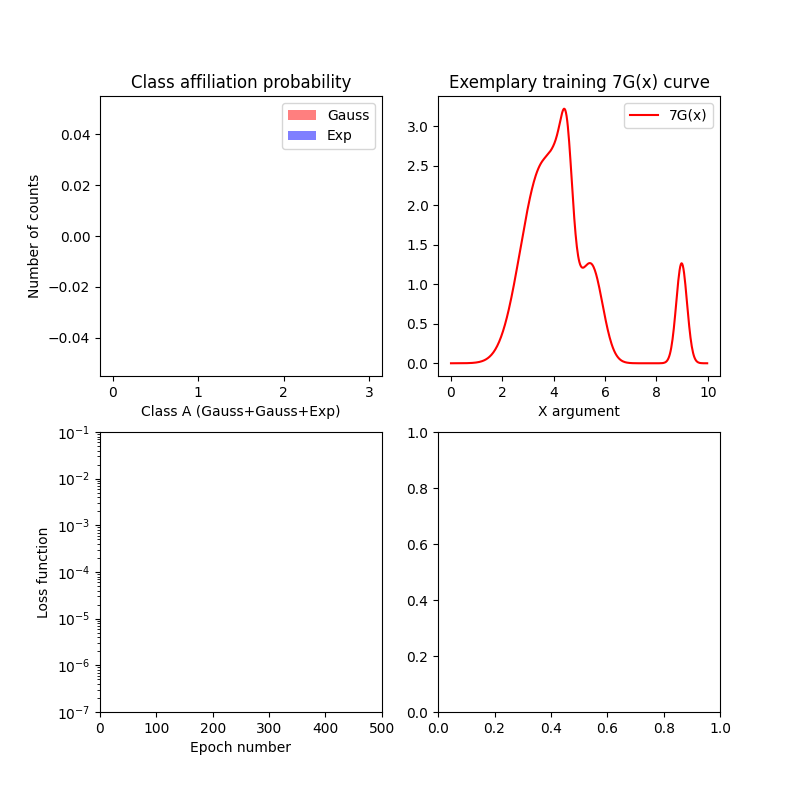 Class affiliation probability
Gauss
Exp
Number of counts
0.04
0.02
0.00
−0.02
−0.04
0 1 2 3
Class A (Gauss+Gauss+Exp)
Exemplary training 7G(x) curve
7G(x)
3.0
2.5
2.0
1.5
1.0
0.5
0.0
0 2 4 6 8 10
X argument
Loss function
10⁻¹
10⁻²
10⁻³
10⁻⁴
10⁻⁵
10⁻⁶
10⁻⁷
0 100 200 300 400 500
Epoch number
1.0
0.8
0.6
0.4
0.2
0.0
0.0 0.2 0.4 0.6 0.8 1.0